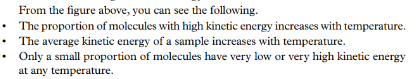 From the figure above, you can see the following.
• The proportion of molecules with high kinetic energy increases with temperature.
• The average kinetic energy of a sample increases with temperature.
• Only a small proportion of molecules have very low or very high kinetic energy
at any temperature.